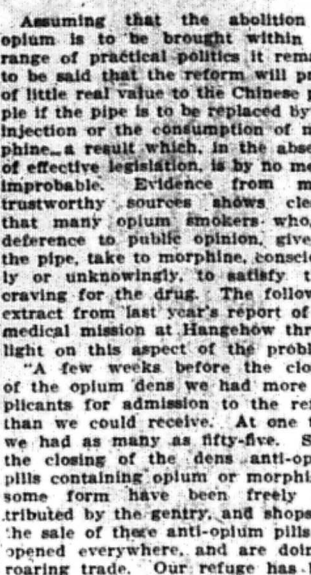 Assuming that the abolition
opium is to be brought within
range of practical politics it rema
to be said that the reform will pr
of little real value to the Chinese p
ple if the pipe is to be replaced by
injection or the consumption of m
phine—a result which, in the abse
of effective legislation, is by no me
improbable. Evidence from m
trustworthy sources shows cle
that many opium smokers who,
deference to public opinion, give
the pipe, take to morphine, conscio
ly or unknowingly, to satisfy t
craving for the drug. The follow
extract from last year's report of
medical mission at Hangehow thr
light on this aspect of the probl
"A few weeks before the clo
of the opium dens we had more
plicants for admission to the ref
than we could receive. At one t
we had as many as fifty-five. S
the closing of the dens anti-op
pills containing opium or morphi
some form have been freely
tributed by the gentry, and shops
the sale of these anti-opium pills
opened everywhere, and are doin
roaring trade. Our refuge has b